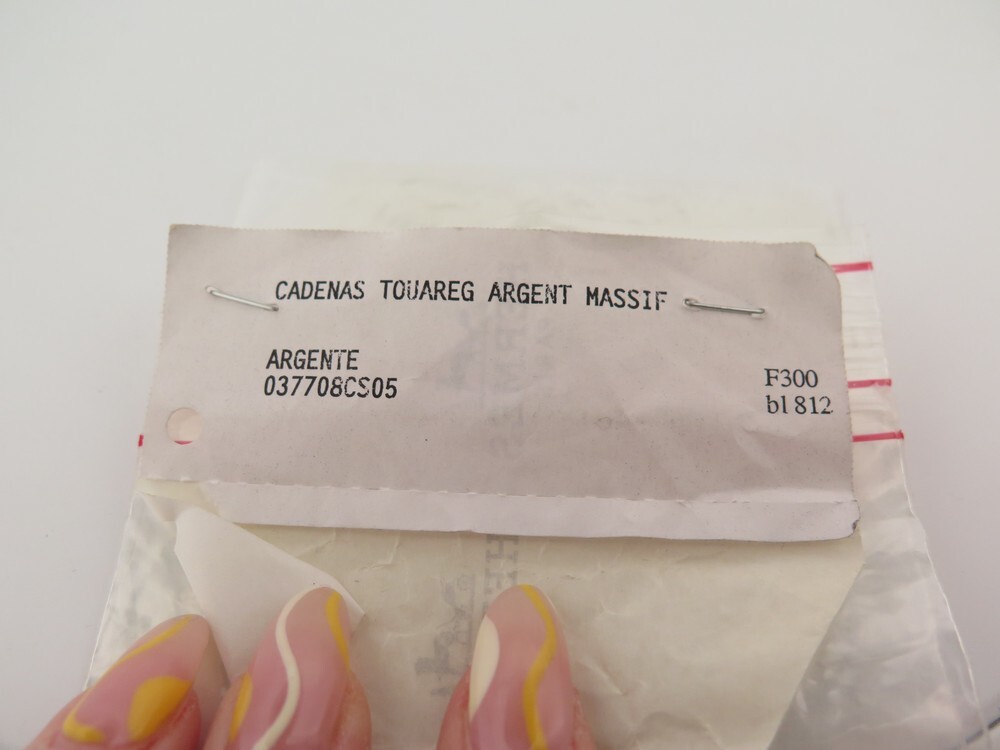 CADENAS TOUAREG ARGENT MASSIF
ARGENTE
037708CS05
F300
bl 812